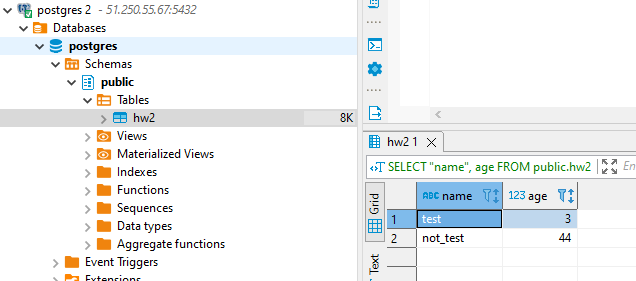 postgres 2 - 51.250.55.67:5432
Databases
postgres
Schemas
public
Tables
hw2 8K
Views
Materialized Views
Indexes
Functions
Sequences
Data types
Aggregate functions
Event Triggers
Extensions
hw2 1
SELECT "name", age FROM public.hw2
Grid
Text
ABC name 123 age
1 test 3
2 not_test 44